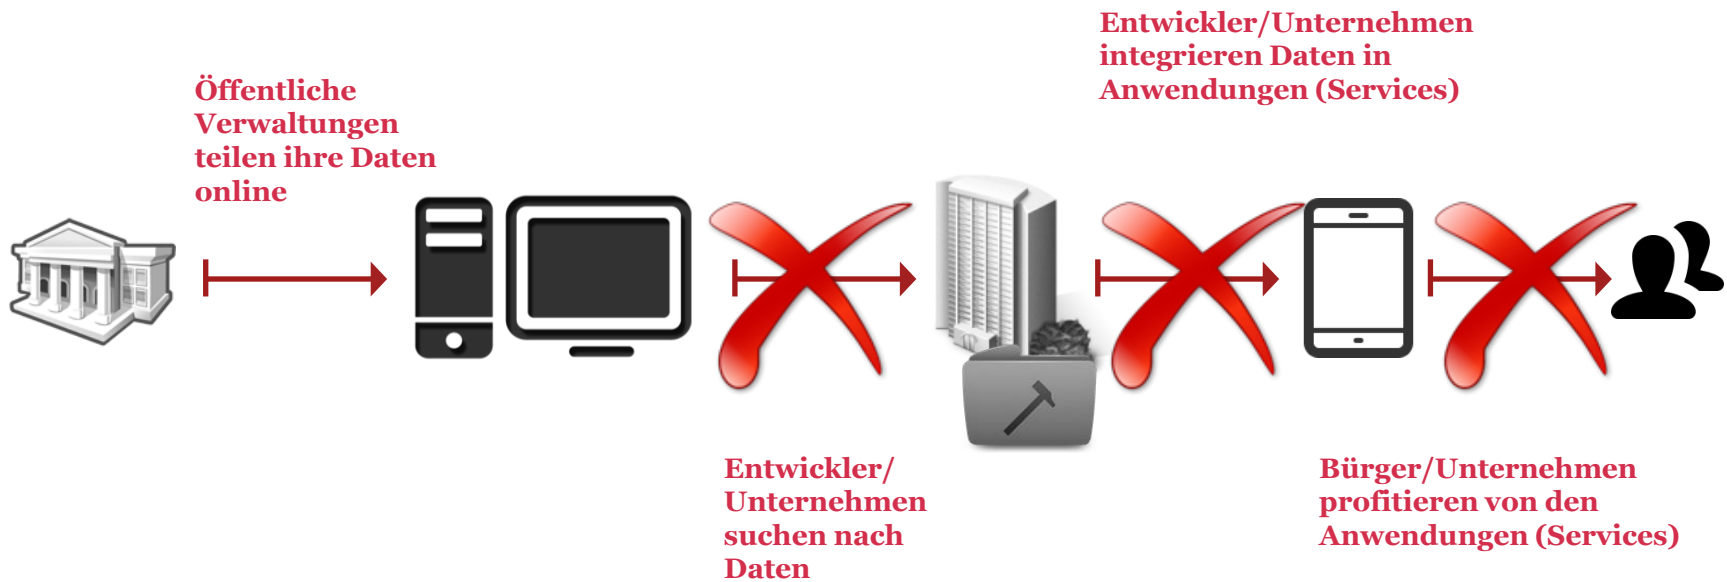 Öffentliche
Verwaltungen
teilen ihre Daten
online
Entwickler/
Unternehmen
suchen nach
Daten
Entwickler/Unternehmen
integrieren Daten in
Anwendungen (Services)
Bürger/Unternehmen
profitieren von den
Anwendungen (Services)